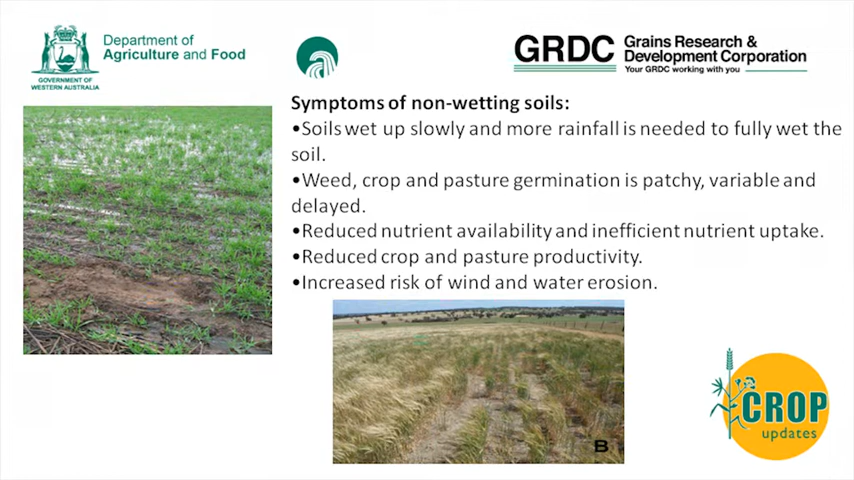 Department of
Agriculture and Food
GOVERNMENT OF
WESTERN AUSTRALIA
GRDC
Grains Research &
Development Corporation
Your GRDC working with you
Symptoms of non-wetting soils:
•Soils wet up slowly and more rainfall is needed to fully wet the
soil.
•Weed, crop and pasture germination is patchy, variable and
delayed.
•Reduced nutrient availability and inefficient nutrient uptake.
•Reduced crop and pasture productivity.
•Increased risk of wind and water erosion.
B
CROP
updates